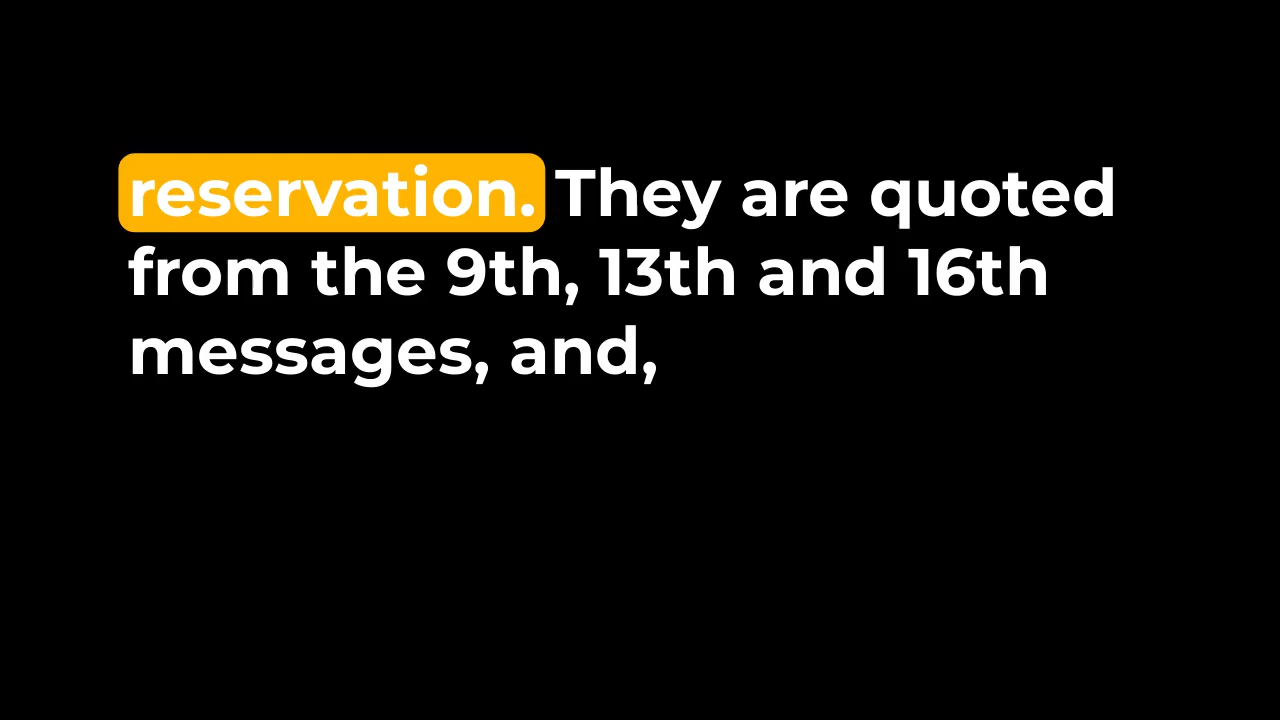 reservation. They are quoted
from the 9th, 13th and 16th
messages, and,